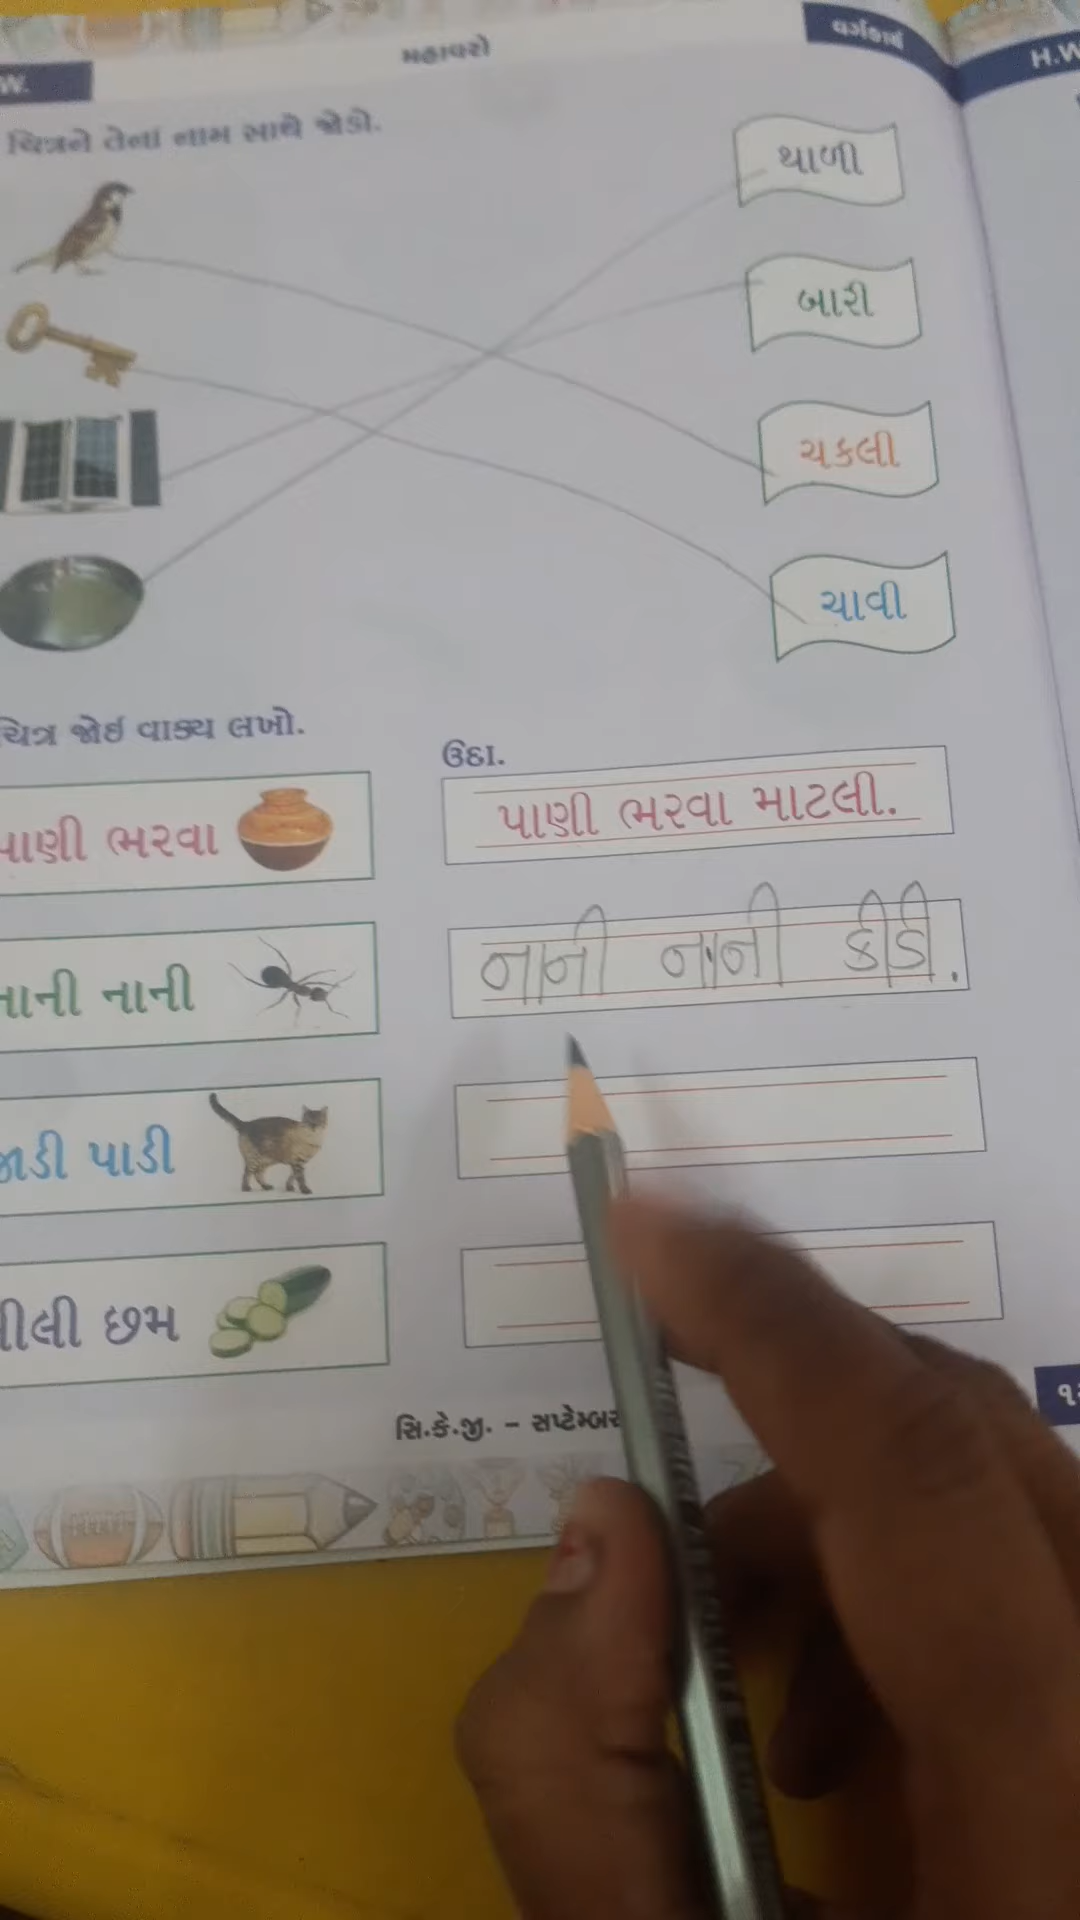 મહાવરો
વર્ગકાર્ય
W.
H.W
ચિત્રને તેના નામ સાથે જોડો.
થાળી
બારી
ચકલી
ચાવી
ચિત્ર જોઈ વાક્ય લખો.
ઉદા.
પાણી ભરવા
પાણી ભરવા માટલી.
નાની નાની
નાની નાની કીડી.
જાડી પાડી
લીલી છમ
સિ.કે.જી. - સપ્ટેમ્બર